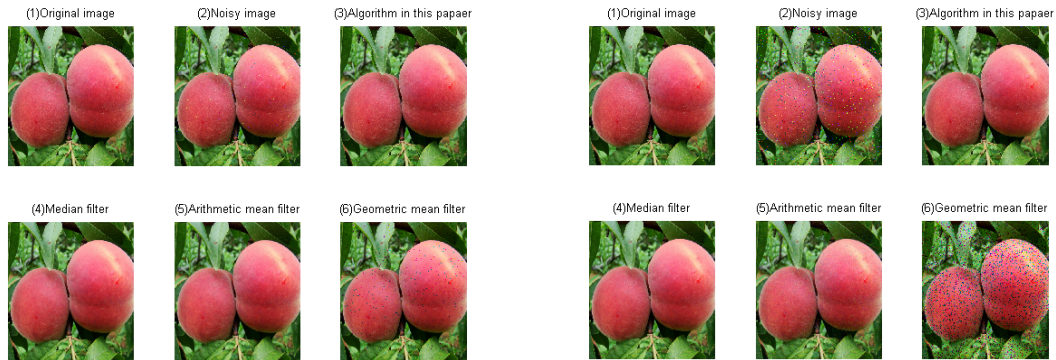 (1)Original image
(2)Noisy image
(3)Algorithm in this papaer
(4)Median filter
(5)Arithmetic mean filter
(6)Geometric mean filter
(1)Original image
(2)Noisy image
(3)Algorithm in this papaer
(4)Median filter
(5)Arithmetic mean filter
(6)Geometric mean filter